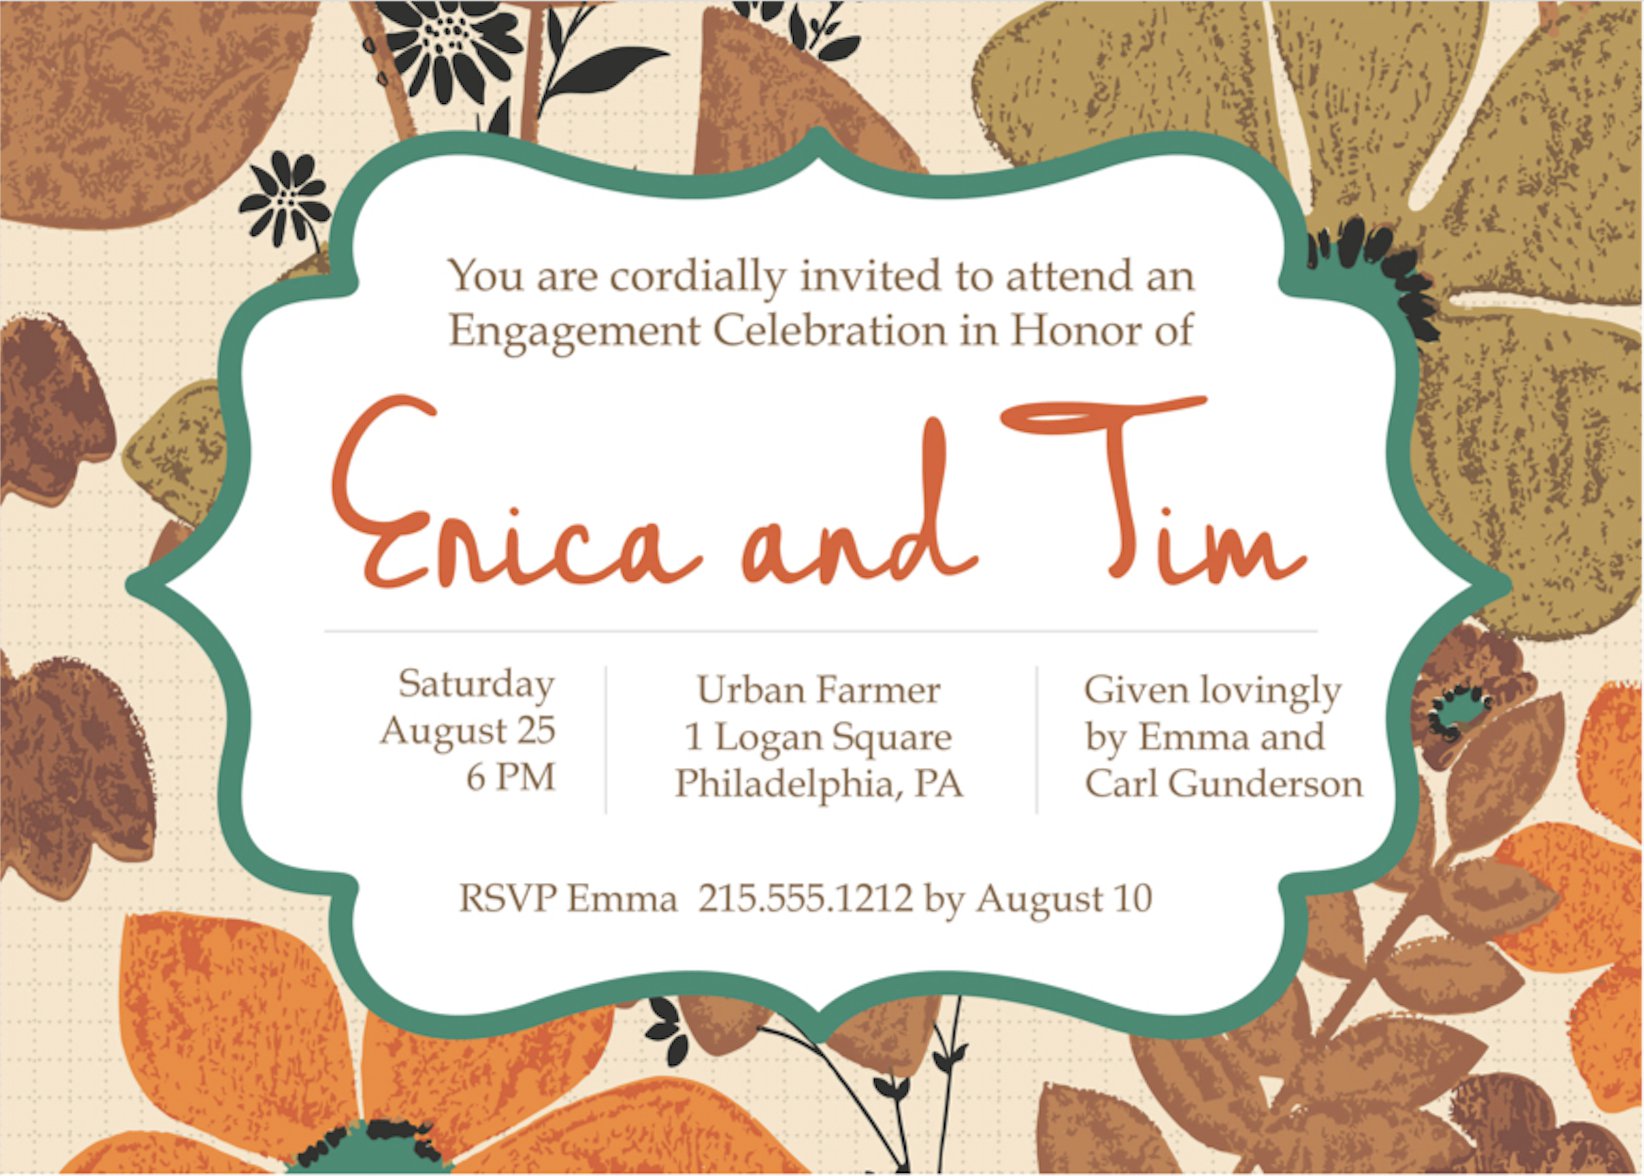 You are cordially invited to attend an
Engagement Celebration in Honor of
Erica and Tim
Saturday
August 25
6 PM
Urban Farmer
1 Logan Square
Philadelphia, PA
Given lovingly
by Emma and
Carl Gunderson
RSVP Emma 215.555.1212 by August 10